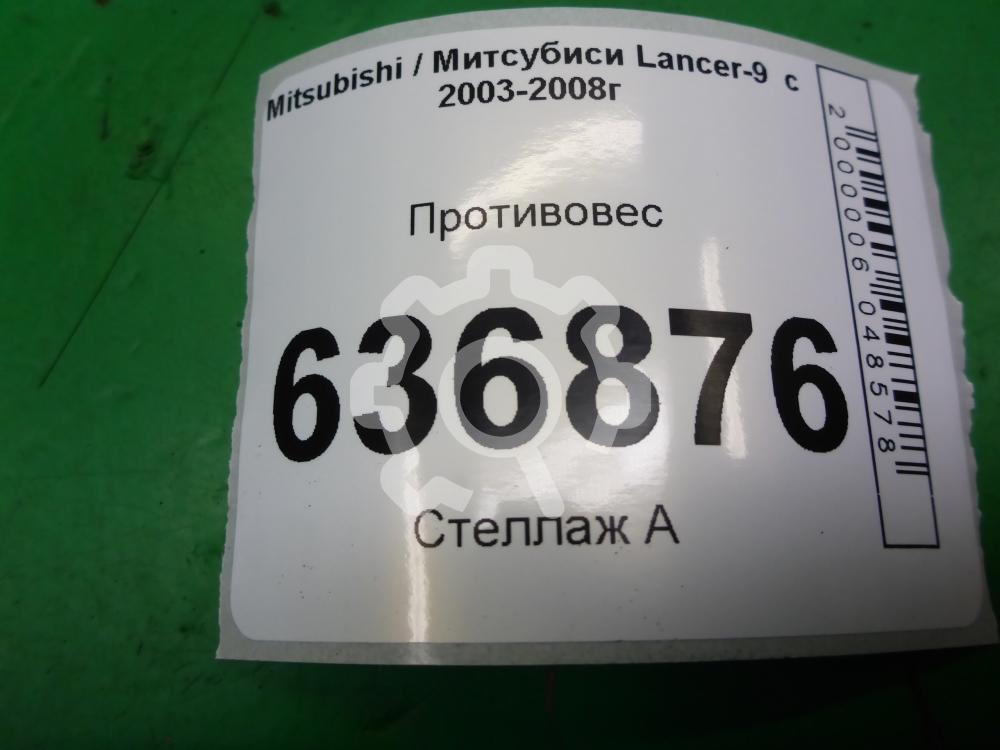 Mitsubishi / Митсубиси Lancer-9 с
2003-2008г
Противовес
636876
Стеллаж А
2000006048578